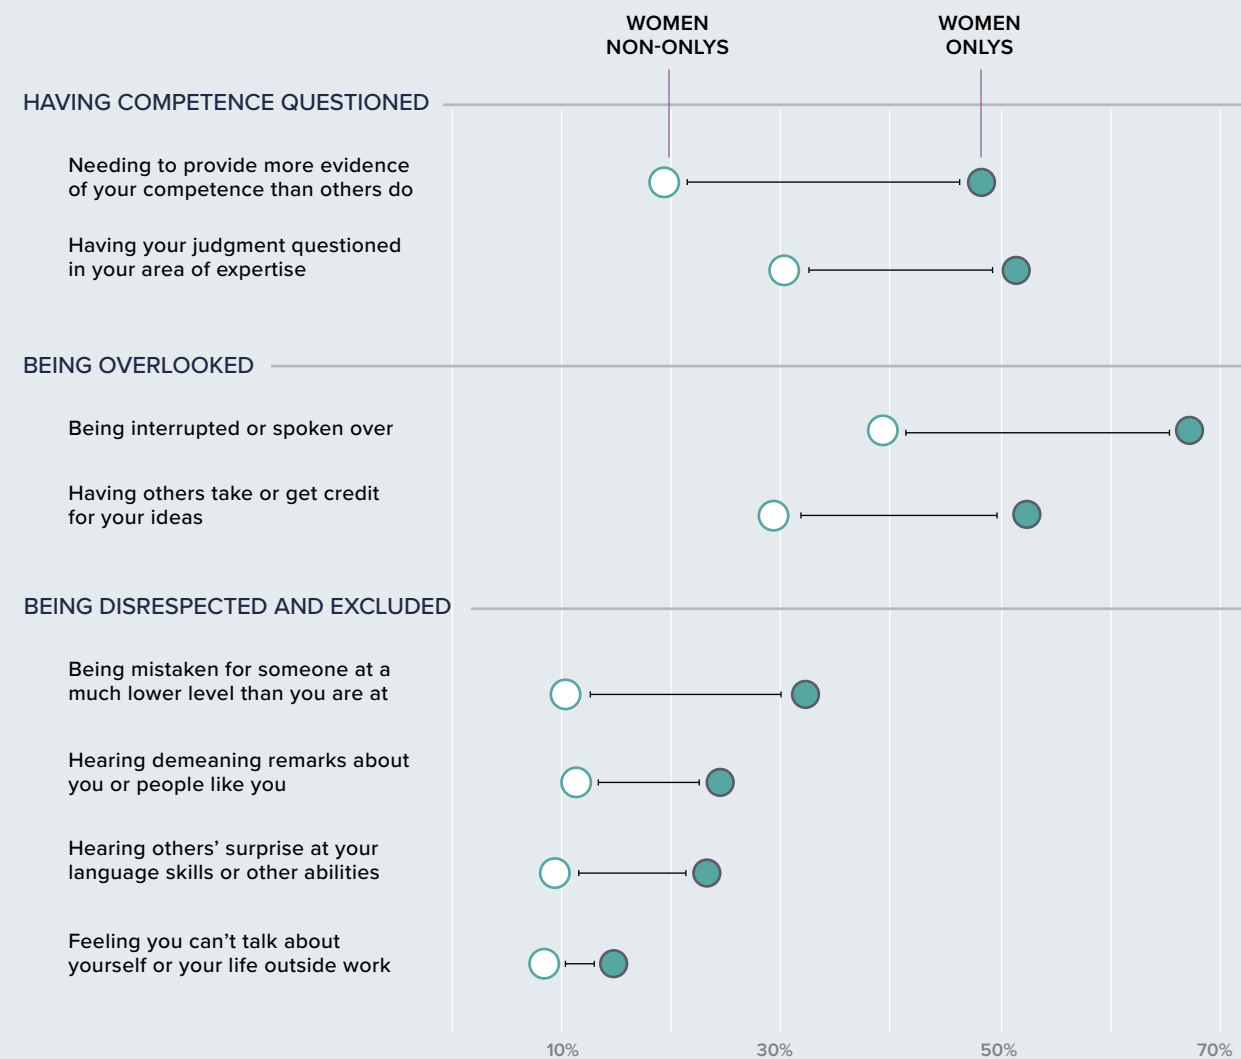 WOMEN
NON-ONLYS
WOMEN
ONLYS
HAVING COMPETENCE QUESTIONED
Needing to provide more evidence
of your competence than others do
Having your judgment questioned
in your area of expertise
BEING OVERLOOKED
Being interrupted or spoken over
Having others take or get credit
for your ideas
BEING DISRESPECTED AND EXCLUDED
Being mistaken for someone at a
much lower level than you are at
Hearing demeaning remarks about
you or people like you
Hearing others’ surprise at your
language skills or other abilities
Feeling you can’t talk about
yourself or your life outside work
10% 30% 50% 70%